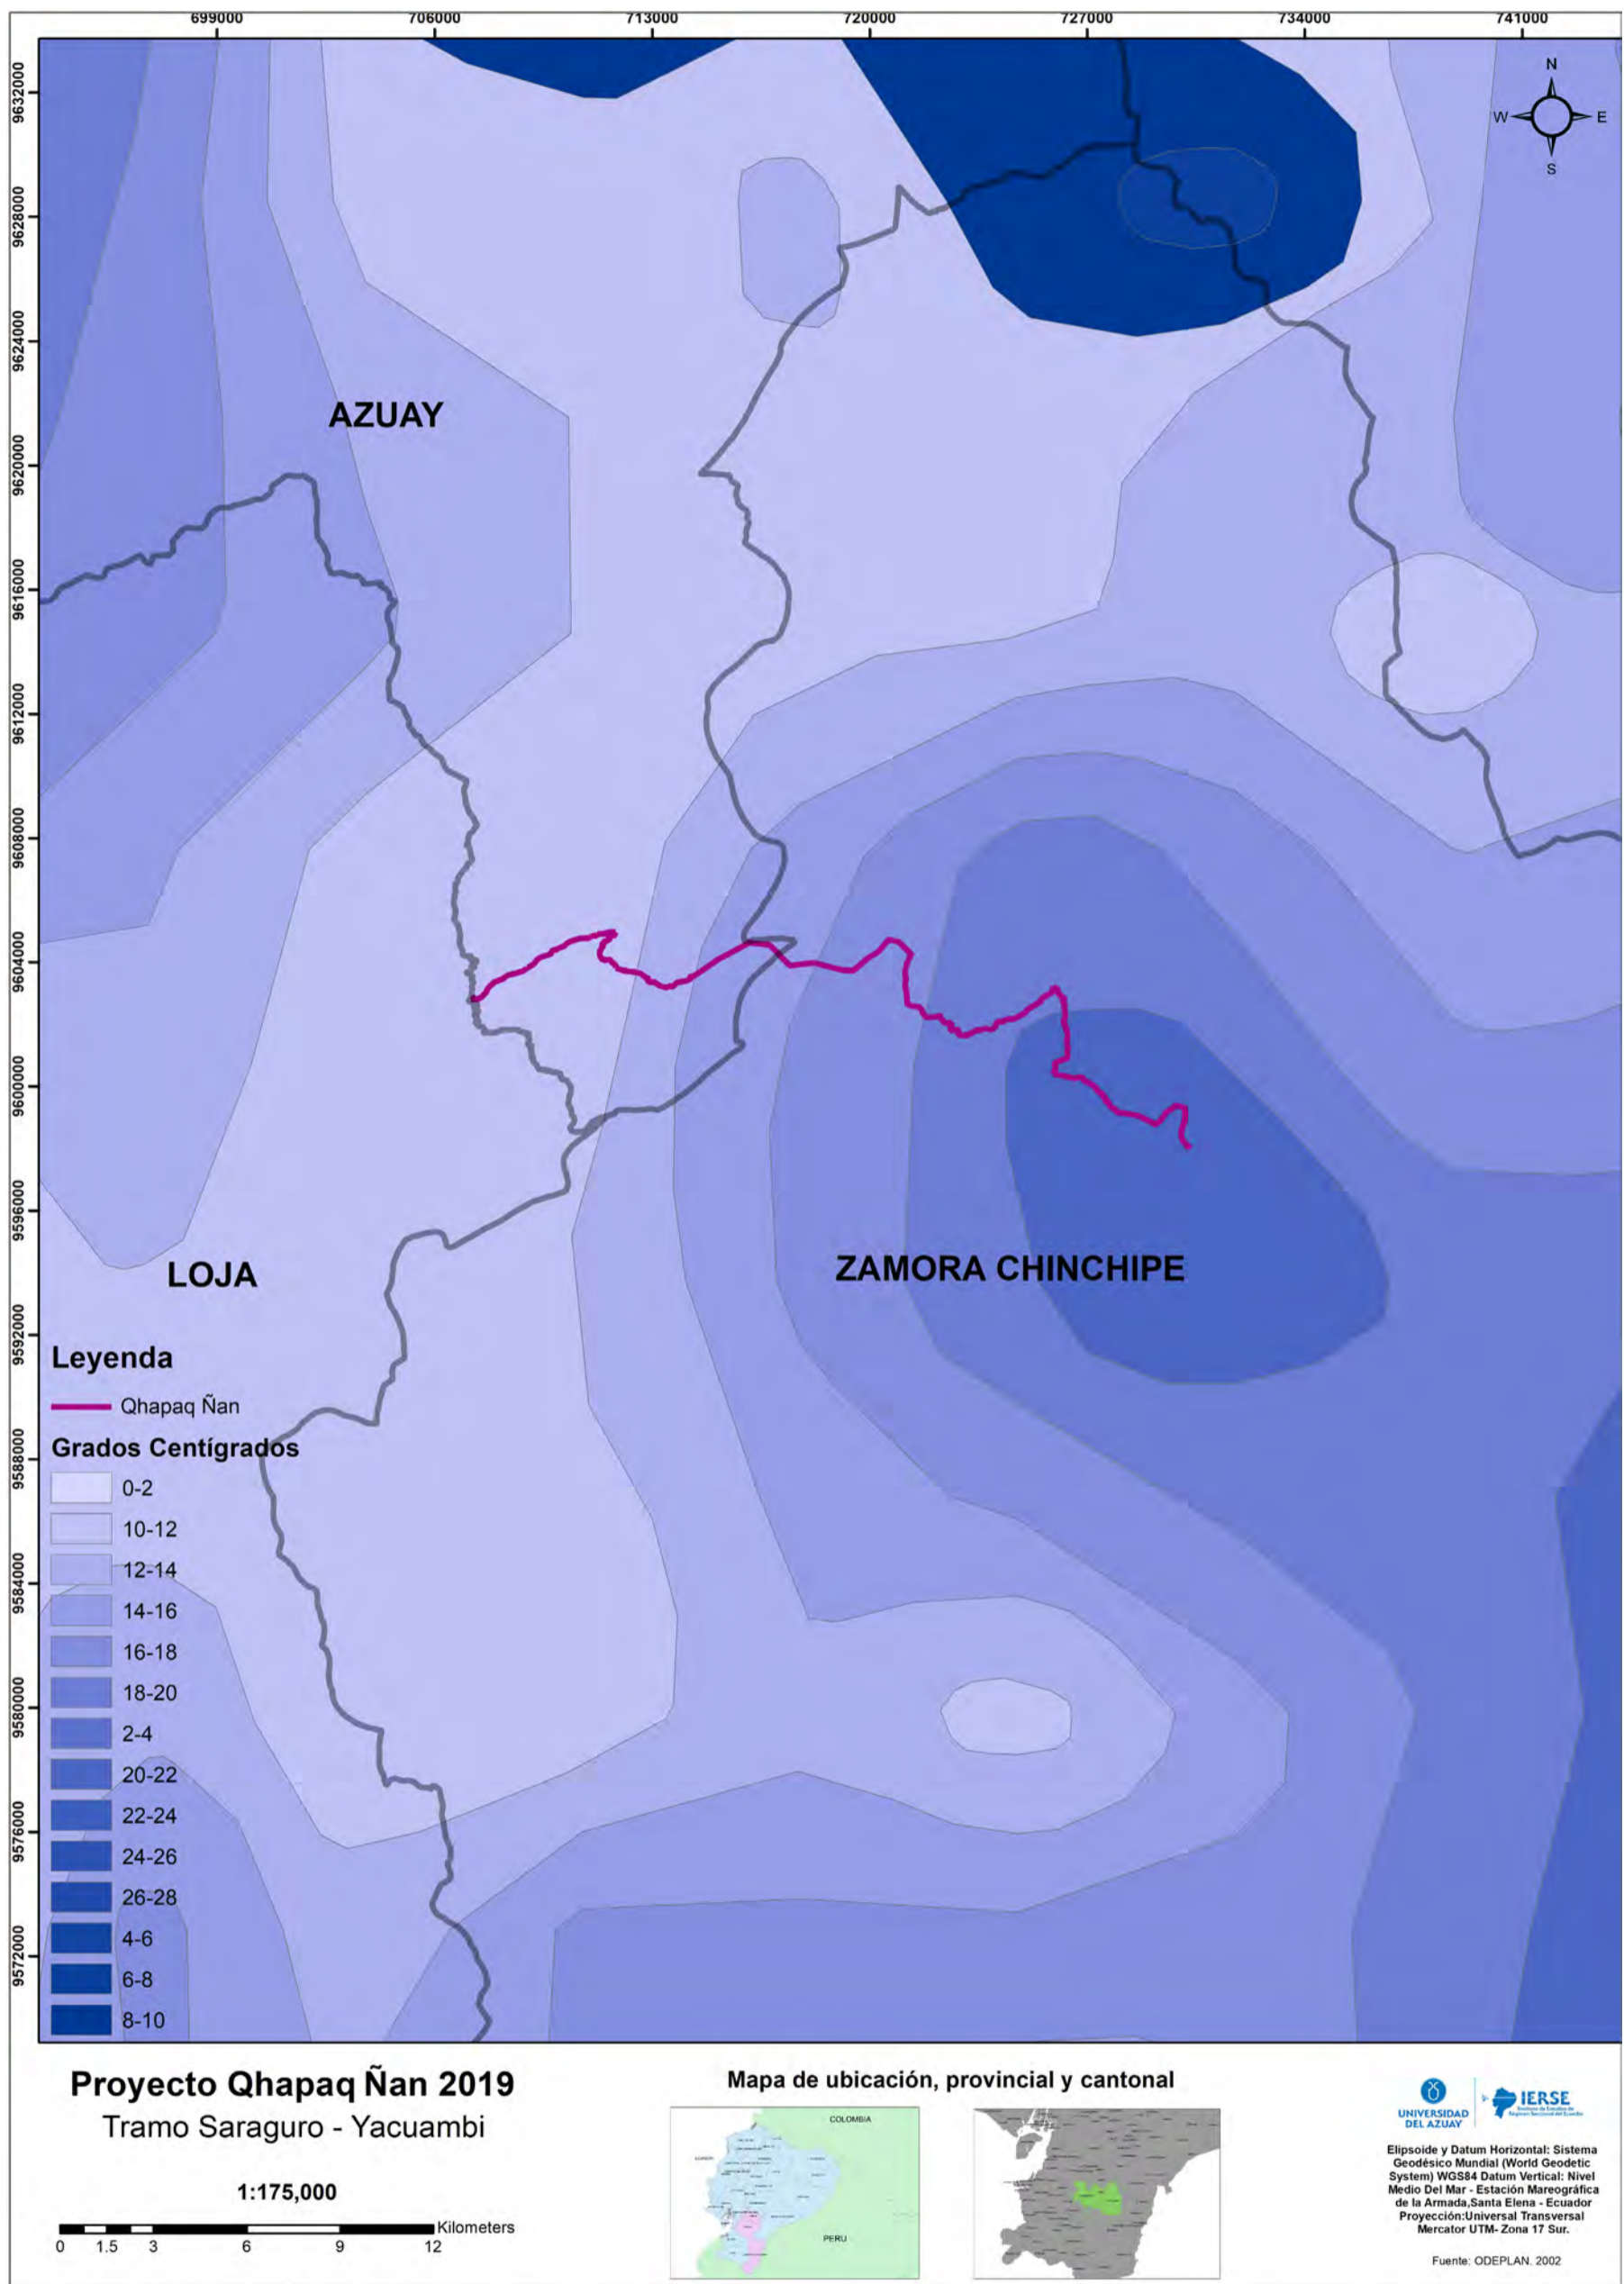 699000 706000 713000 720000 727000 734000 741000
9632000
9628000
9624000
9620000
9616000
9612000
9608000
9604000
9600000
9596000
9592000
9588000
9584000
9580000
9576000
9572000
N
W E
S
AZUAY
LOJA
ZAMORA CHINCHIPE
Leyenda
Qhapaq Ñan
Grados Centígrados
0-2
10-12
12-14
14-16
16-18
18-20
2-4
20-22
22-24
24-26
26-28
4-6
6-8
8-10
Proyecto Qhapaq Ñan 2019
Tramo Saraguro - Yacuambi
1:175,000
Kilometers
0 1.5 3 6 9 12
Mapa de ubicación, provincial y cantonal
COLOMBIA
PERU
UNIVERSIDAD
DEL AZUAY
IERSE
Elipsoide y Datum Horizontal: Sistema
Geodésico Mundial (World Geodetic
System) WGS84 Datum Vertical: Nivel
Medio Del Mar - Estación Mareográfica
de la Armada,Santa Elena - Ecuador
Proyección:Universal Transversal
Mercator UTM- Zona 17 Sur.
Fuente: ODEPLAN. 2002